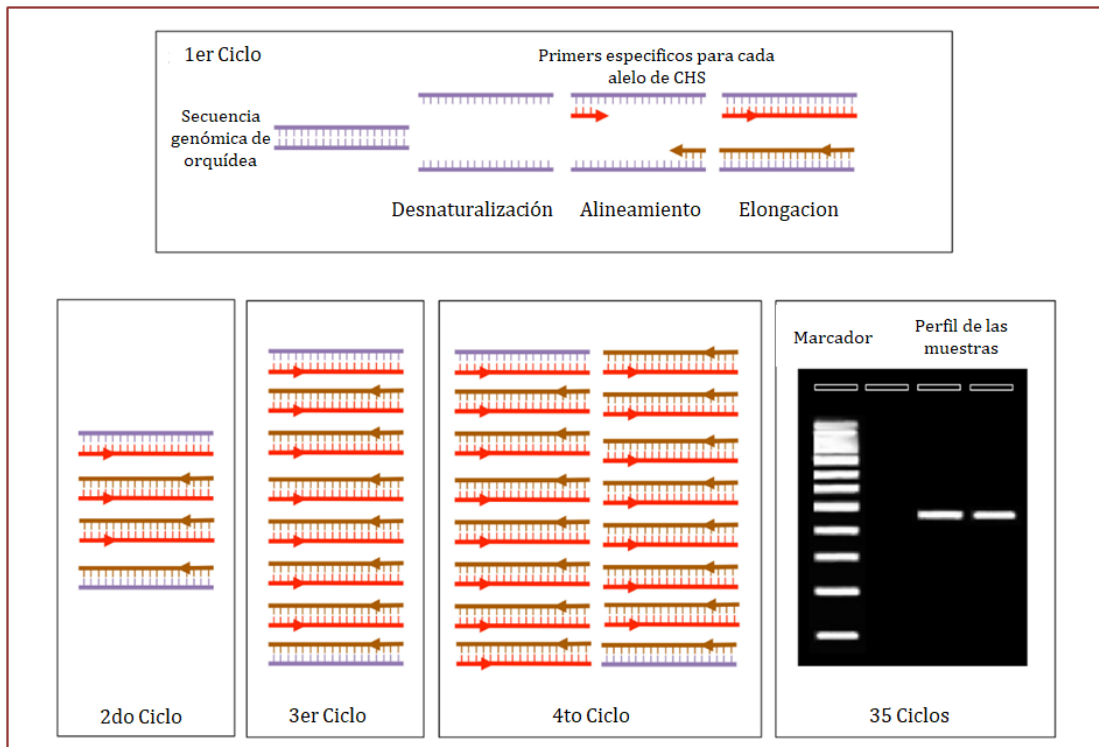 1er Ciclo
Primers especificos para cada
alelo de CHS
Secuencia
genómica de
orquídea
Desnaturalización
Alineamiento
Elongacion
2do Ciclo
3er Ciclo
4to Ciclo
Marcador
Perfil de las
muestras
35 Ciclos